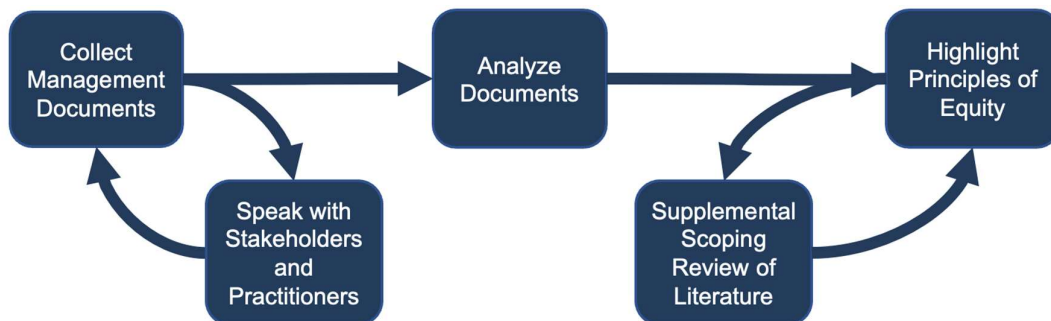 Collect
Management
Documents
Analyze
Documents
Highlight
Principles of
Equity
Speak with
Stakeholders
and
Practitioners
Supplemental
Scoping
Review of
Literature